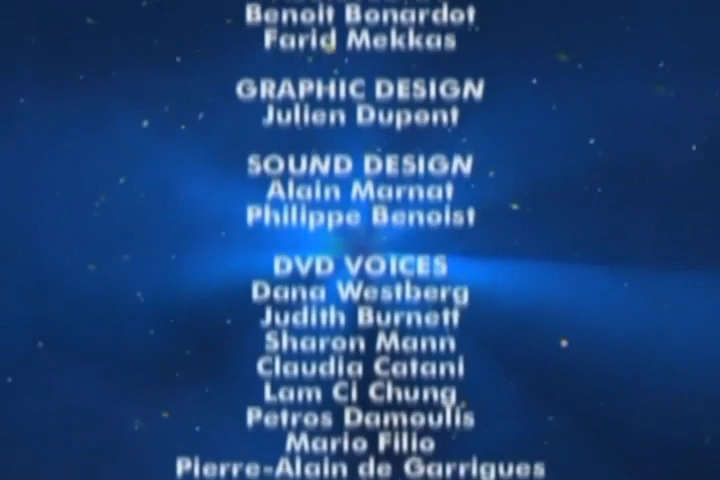 Benoit Bonardot
Farid Mekkas
GRAPHIC DESIGN
Julien Dupont
SOUND DESIGN
Alain Marnat
Philippe Benoist
DVD VOICES
Dana Westberg
Judith Burnett
Sharon Mann
Claudia Catani
Lam Ci Chung
Petros Damoulis
Mario Filio
Pierre-Alain de Garrigues